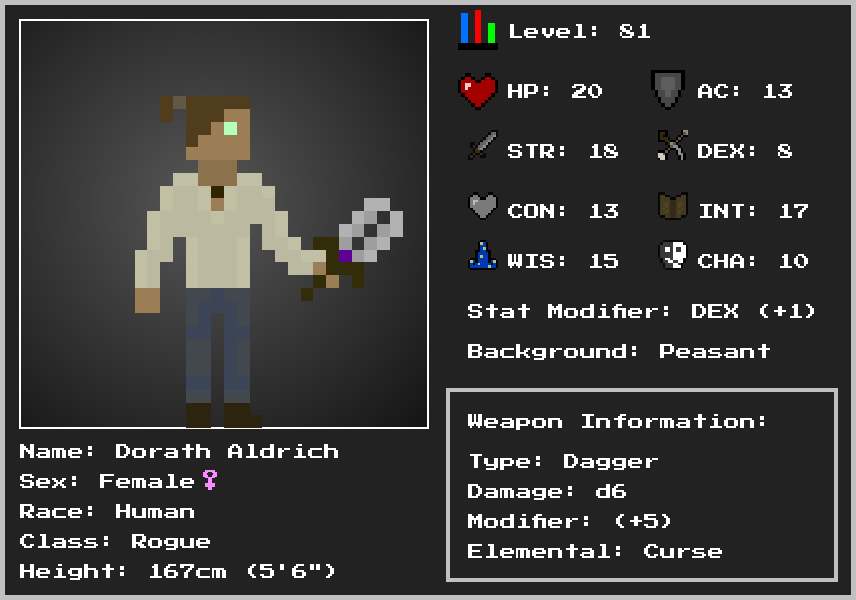 Level: 81
HP: 20 AC: 13
STR: 18 DEX: 8
CON: 13 INT: 17
WIS: 15 CHA: 10
Stat Modifier: DEX (+1)
Background: Peasant
Weapon Information:
Type: Dagger
Damage: d6
Modifier: (+5)
Elemental: Curse
Name: Dorath Aldrich
Sex: Female♀
Race: Human
Class: Rogue
Height: 167cm (5'6")